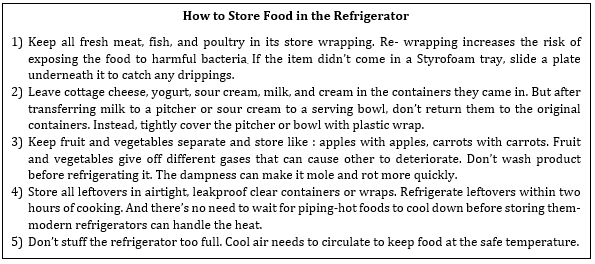 How to Store Food in the Refrigerator
1) Keep all fresh meat, fish, and poultry in its store wrapping. Re- wrapping increases the risk of
exposing the food to harmful bacteria. If the item didn't come in a Styrofoam tray, slide a plate
underneath it to catch any drippings.
2) Leave cottage cheese, yogurt, sour cream, milk, and cream in the containers they came in. But after
transferring milk to a pitcher or sour cream to a serving bowl, don't return them to the original
containers. Instead, tightly cover the pitcher or bowl with plastic wrap.
3) Keep fruit and vegetables separate and store like : apples with apples, carrots with carrots. Fruit
and vegetables give off different gases that can cause other to deteriorate. Don't wash product
before refrigerating it. The dampness can make it mole and rot more quickly.
4) Store all leftovers in airtight, leakproof clear containers or wraps. Refrigerate leftovers within two
hours of cooking. And there's no need to wait for piping-hot foods to cool down before storing them-
modern refrigerators can handle the heat.
5) Don't stuff the refrigerator too full. Cool air needs to circulate to keep food at the safe temperature.